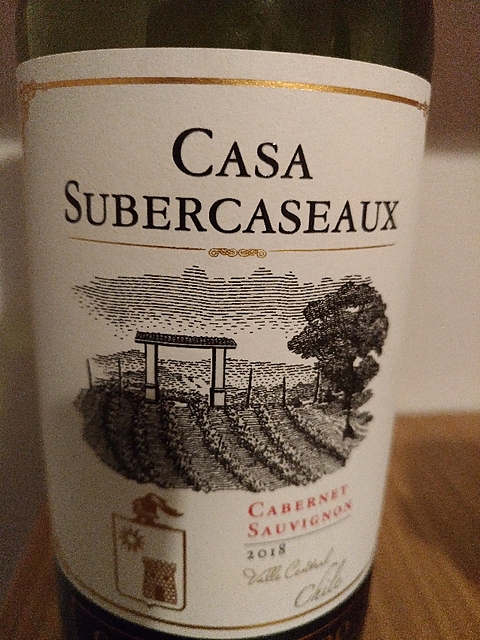 CASA
SUBERCASEAUX
CABERNET
SAUVIGNON
2018
Valle Central
Chile